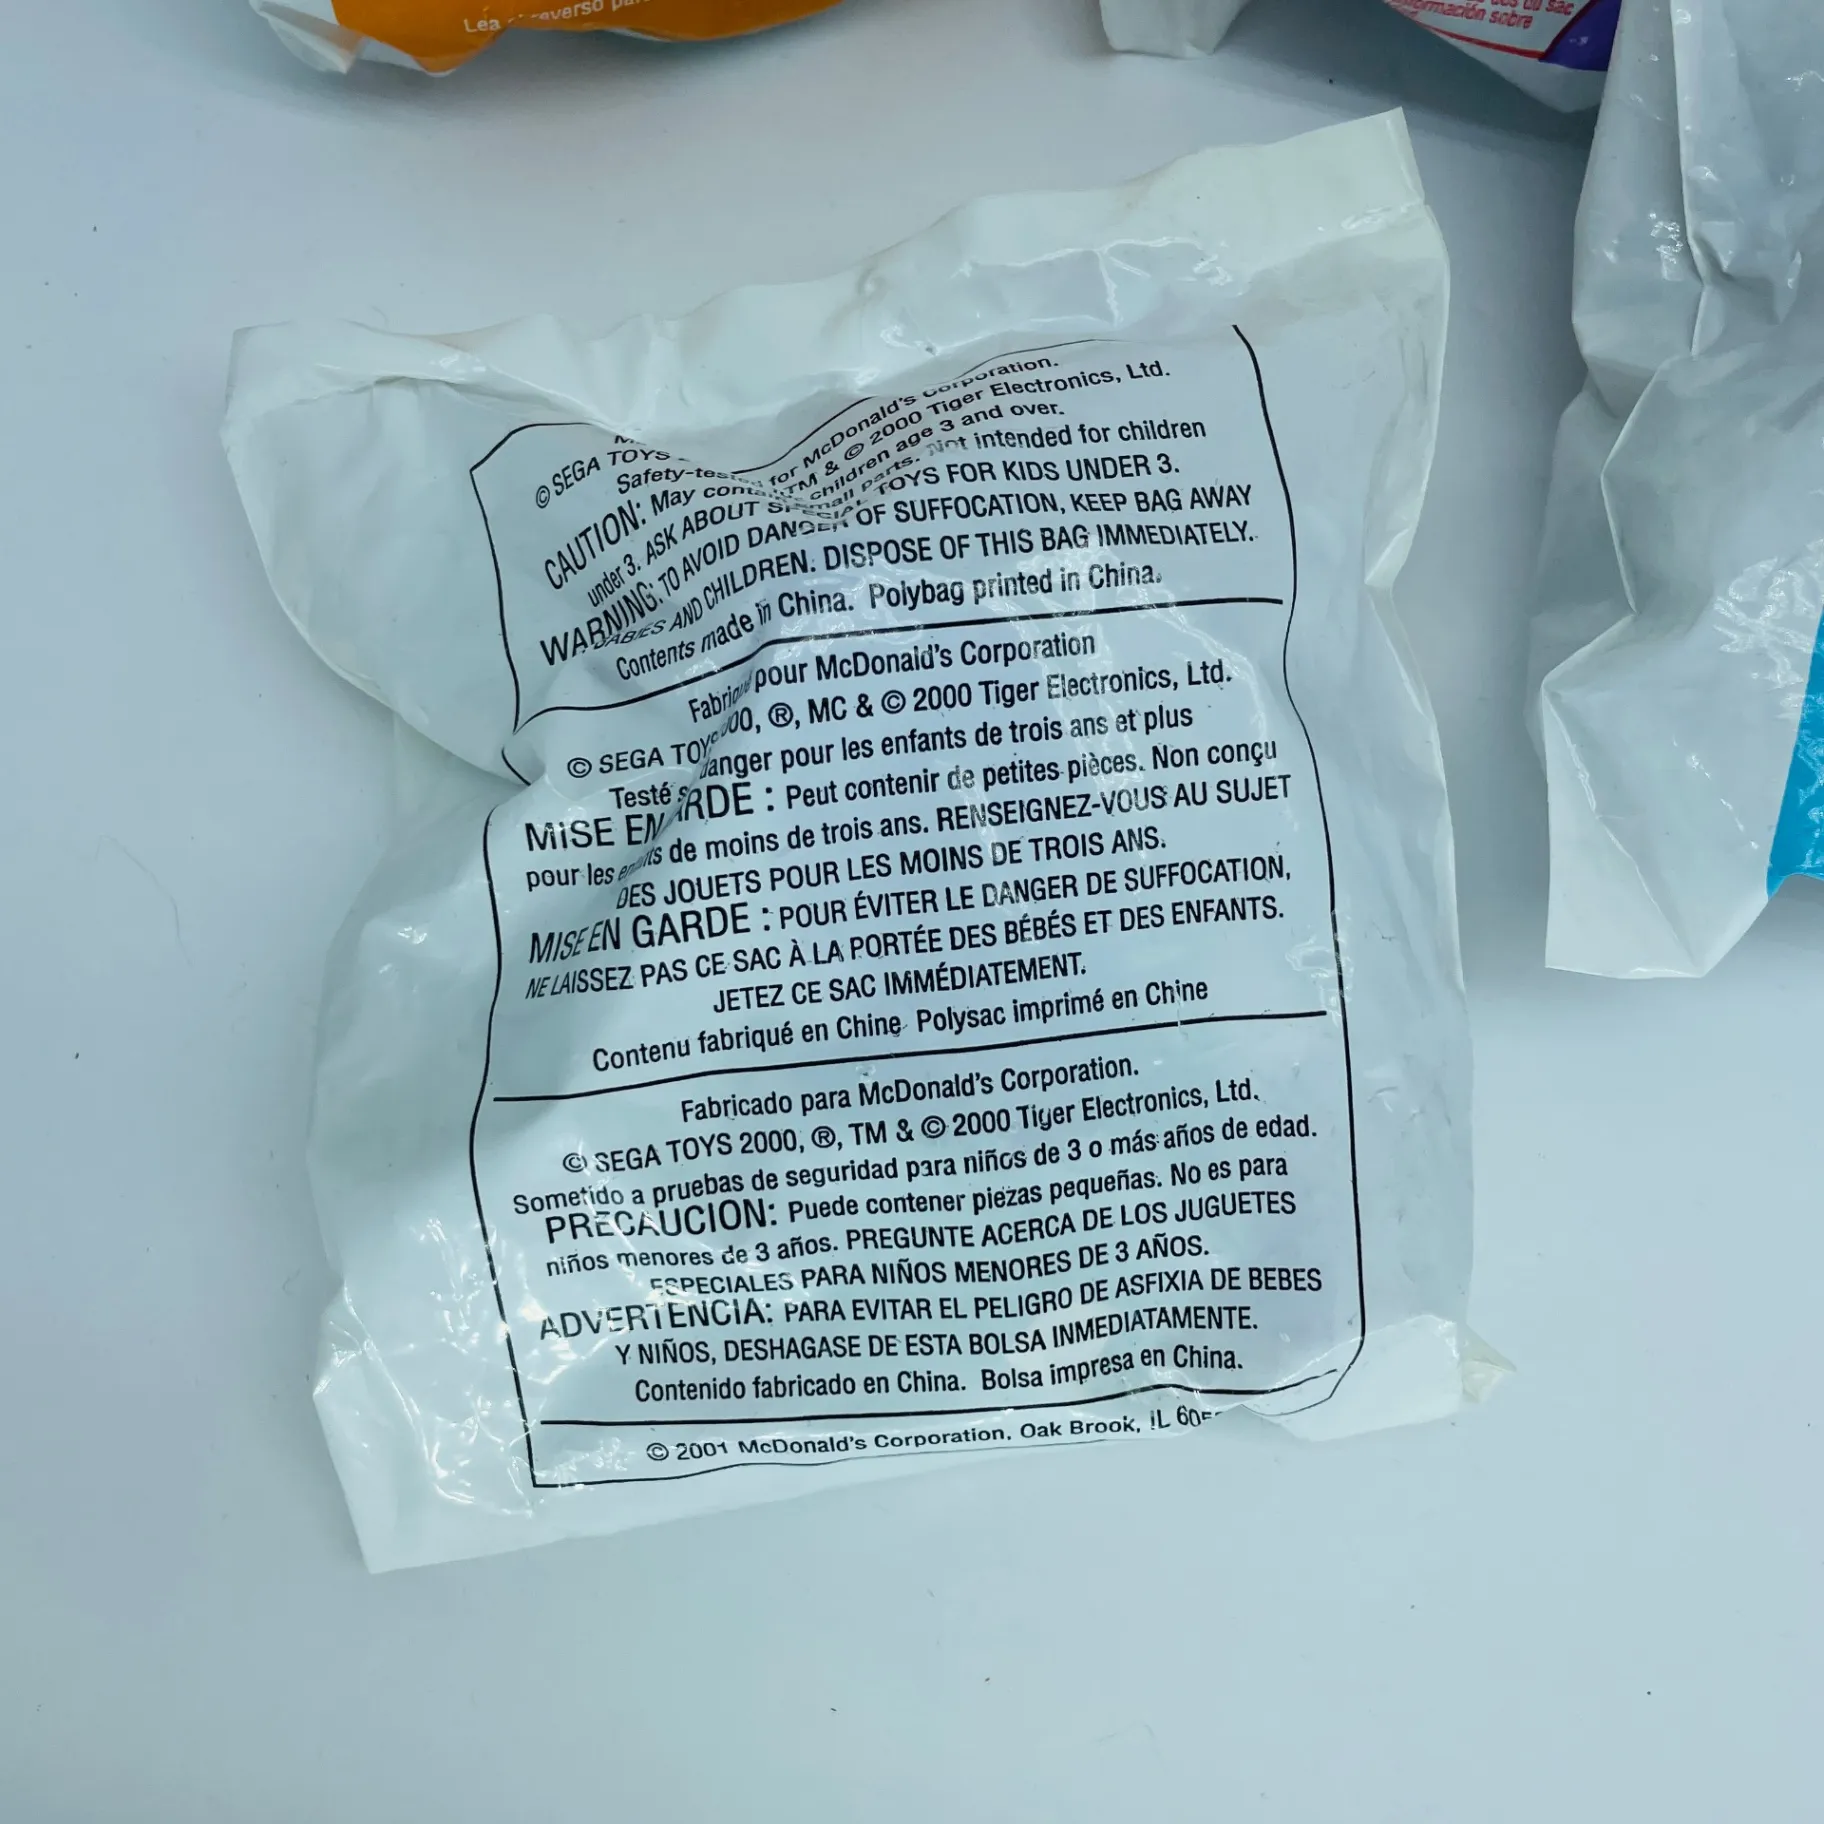 Lea reverso
du sac
información sobre
for McDonald's Corporation.
© SEGA TOYS TM & © 2000 Tiger Electronics, Ltd.
Safety-tested children age 3 and over.
CAUTION: May contain small parts. Not intended for children
under 3. ASK ABOUT SPECIAL TOYS FOR KIDS UNDER 3.
WARNING: TO AVOID DANGER OF SUFFOCATION, KEEP BAG AWAY
BABIES AND CHILDREN. DISPOSE OF THIS BAG IMMEDIATELY.
Contents made in China. Polybag printed in China.
Fabriqué pour McDonald's Corporation
© SEGA TOYS 2000, ®, MC & © 2000 Tiger Electronics, Ltd.
Testé danger pour les enfants de trois ans et plus
MISE EN GARDE : Peut contenir de petites pièces. Non conçu
pour les enfants de moins de trois ans. RENSEIGNEZ-VOUS AU SUJET
DES JOUETS POUR LES MOINS DE TROIS ANS.
MISE EN GARDE : POUR ÉVITER LE DANGER DE SUFFOCATION,
NE LAISSEZ PAS CE SAC À LA PORTÉE DES BÉBÉS ET DES ENFANTS.
JETEZ CE SAC IMMÉDIATEMENT.
Contenu fabriqué en Chine. Polysac imprimé en Chine
Fabricado para McDonald's Corporation.
© SEGA TOYS 2000, ®, TM & © 2000 Tiger Electronics, Ltd.
Sometido a pruebas de seguridad para niños de 3 o más años de edad.
PRECAUCION: Puede contener piezas pequeñas. No es para
niños menores de 3 años. PREGUNTE ACERCA DE LOS JUGUETES
ESPECIALES PARA NIÑOS MENORES DE 3 AÑOS.
ADVERTENCIA: PARA EVITAR EL PELIGRO DE ASFIXIA DE BEBES
Y NIÑOS, DESHAGASE DE ESTA BOLSA INMEDIATAMENTE.
Contenido fabricado en China. Bolsa impresa en China.
© 2001 McDonald's Corporation, Oak Brook, IL